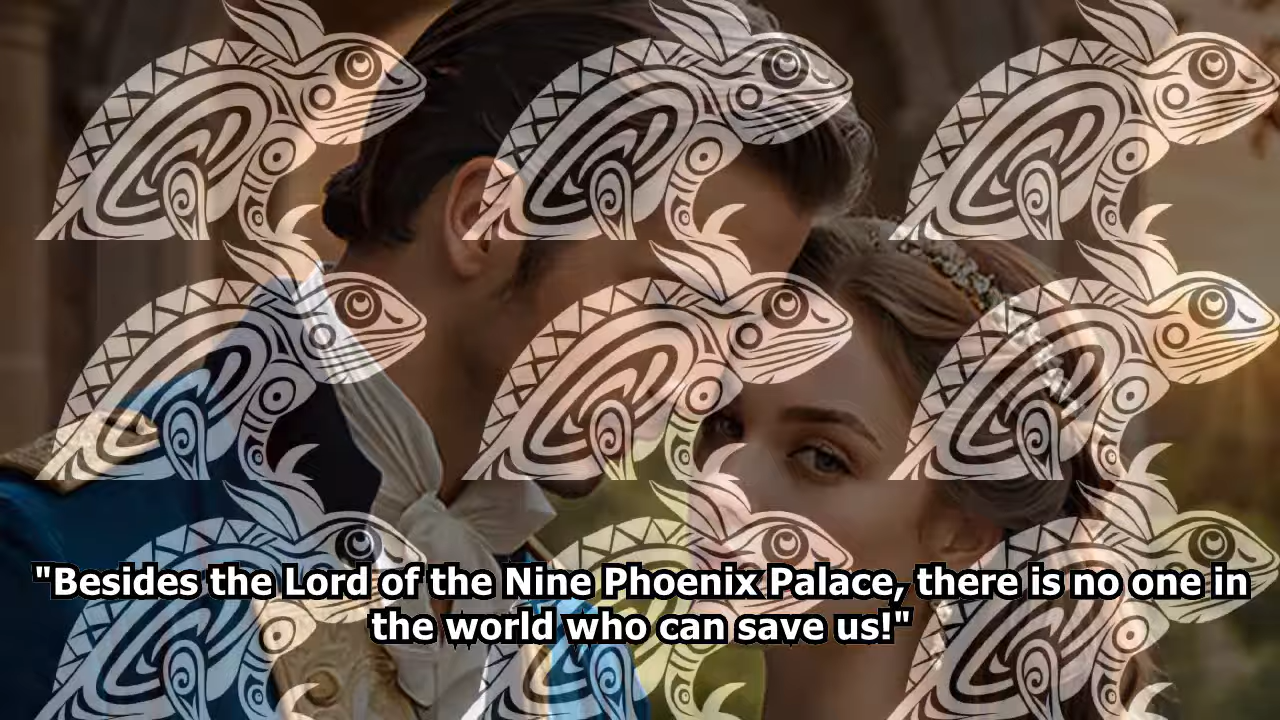 "Besides the Lord of the Nine Phoenix Palace, there is no one in
the world who can save us!"